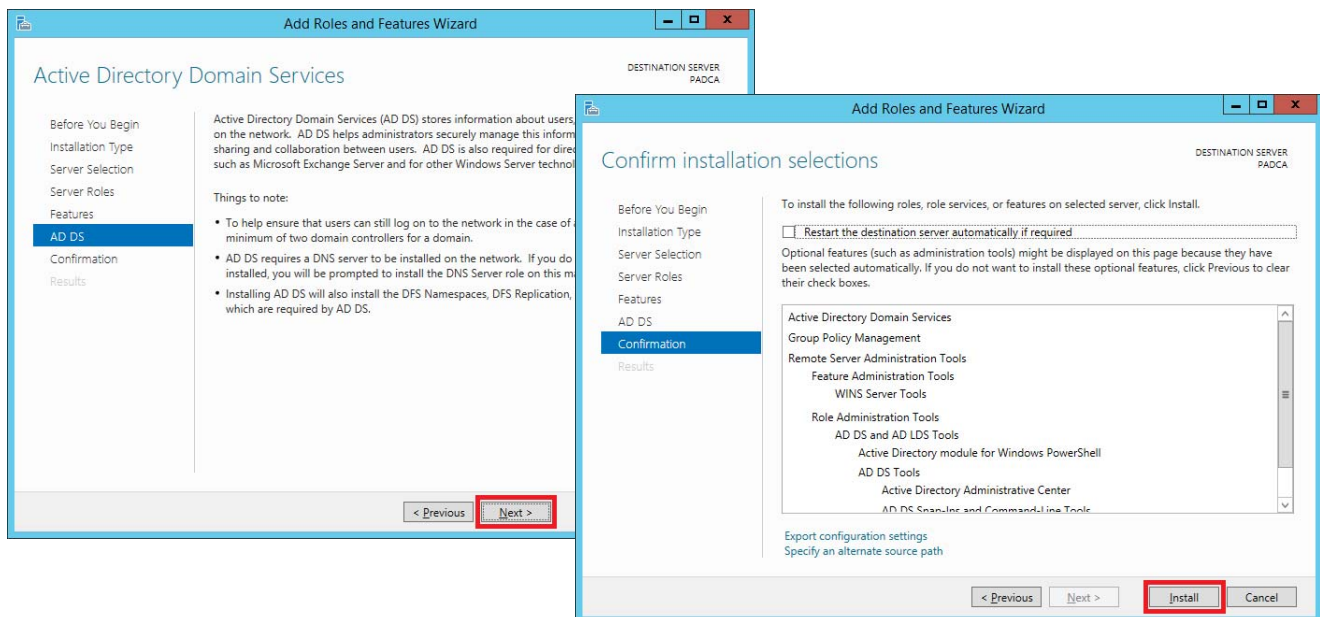 Add Roles and Features Wizard
Active Directory Domain Services
DESTINATION SERVER
PADCA
Before You Begin
Installation Type
Server Selection
Server Roles
Features
AD DS
Confirmation
Results
Active Directory Domain Services (AD DS) stores information about users,
on the network. AD DS helps administrators securely manage this inform
sharing and collaboration between users. AD DS is also required for direc
such as Microsoft Exchange Server and for other Windows Server technol
Things to note:
• To help ensure that users can still log on to the network in the case of a
minimum of two domain controllers for a domain.
• AD DS requires a DNS server to be installed on the network. If you do
installed, you will be prompted to install the DNS Server role on this ma
• Installing AD DS will also install the DFS Namespaces, DFS Replication,
which are required by AD DS.
< Previous
Next >
Add Roles and Features Wizard
Confirm installation selections
DESTINATION SERVER
PADCA
Before You Begin
Installation Type
Server Selection
Server Roles
Features
AD DS
Confirmation
Results
To install the following roles, role services, or features on selected server, click Install.
Restart the destination server automatically if required
Optional features (such as administration tools) might be displayed on this page because they have
been selected automatically. If you do not want to install these optional features, click Previous to clear
their check boxes.
Active Directory Domain Services
Group Policy Management
Remote Server Administration Tools
Feature Administration Tools
WINS Server Tools
Role Administration Tools
AD DS and AD LDS Tools
Active Directory module for Windows PowerShell
AD DS Tools
Active Directory Administrative Center
AD DS Snap-Ins and Command-Line Tools
Export configuration settings
Specify an alternate source path
< Previous
Next >
Install
Cancel